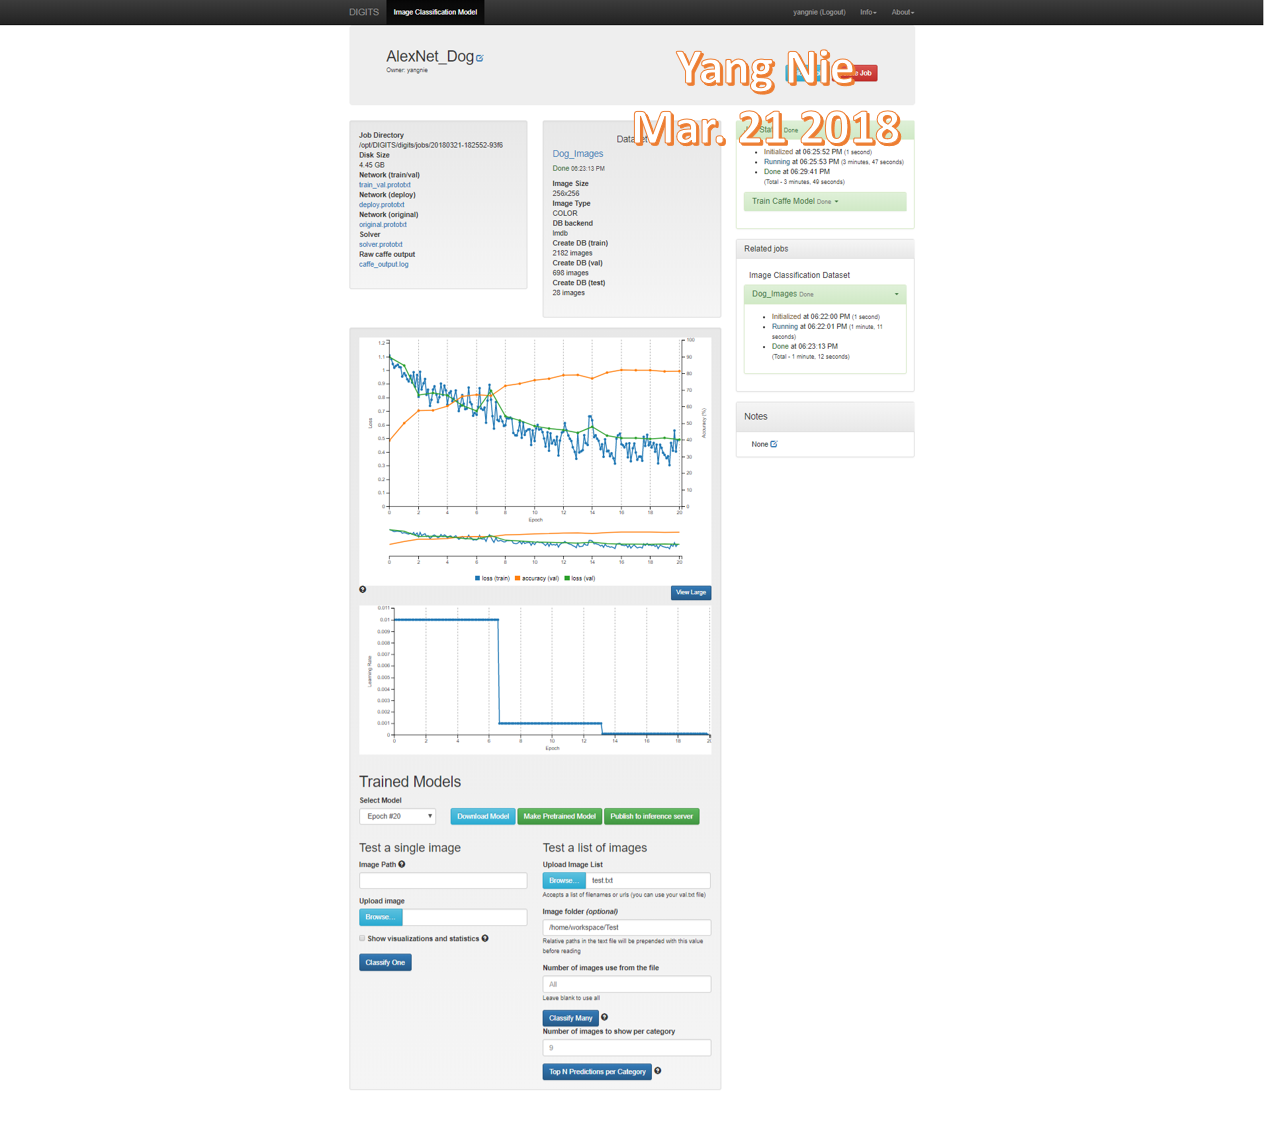 DIGITS Image Classification Model yangnie (Logout) Info About
AlexNet_Dog
Owner: yangnie
Yang Nie
Job
Mar. 21 2018
Job Directory
/opt/DIGITS/digits/jobs/20180321-182552-93f6
Disk Size
4.45 GB
Network (train/val)
train_val.prototxt
Network (deploy)
deploy.prototxt
Network (original)
original.prototxt
Solver
solver.prototxt
Raw caffe output
caffe_output.log
Dataset
Dog_Images
Done 06:23:13 PM
Image Size
256x256
Image Type
COLOR
DB backend
lmdb
Create DB (train)
2182 images
Create DB (val)
698 images
Create DB (test)
28 images
Done
Initialized at 06:25:52 PM (1 second)
Running at 06:25:53 PM (3 minutes, 47 seconds)
Done at 06:29:41 PM
(Total - 3 minutes, 49 seconds)
Train Caffe Model Done
Related jobs
Image Classification Dataset
Dog_Images Done
Initialized at 06:22:00 PM (1 second)
Running at 06:22:01 PM (1 minute, 11
seconds)
Done at 06:23:13 PM
(Total - 1 minute, 12 seconds)
Notes
None
1.2
1.1
1
0.9
0.8
0.7
0.6
0.5
0.4
0.3
0.2
0.1
0
Loss
100
90
80
70
60
50
40
30
20
10
0
Accuracy (%)
0 2 4 6 8 10 12 14 16 18 20
Epoch
0 2 4 6 8 10 12 14 16 18 20
loss (train) accuracy (val) loss (val)
View Large
0.011
0.01
0.009
0.008
0.007
0.006
0.005
0.004
0.003
0.002
0.001
0
Learning Rate
0 2 4 6 8 10 12 14 16 18 20
Epoch
Trained Models
Select Model
Epoch #20 Download Model Make Pretrained Model Publish to inference server
Test a single image
Image Path
Upload image
Browse...
Show visualizations and statistics
Classify One
Test a list of images
Upload Image List
Browse... test.txt
Accepts a list of filenames or urls (you can use your val.txt file)
Image folder (optional)
/home/workspace/Test
Relative paths in the text file will be prepended with this value
before reading
Number of images use from the file
All
Leave blank to use all
Classify Many
Number of images to show per category
9
Top N Predictions per Category